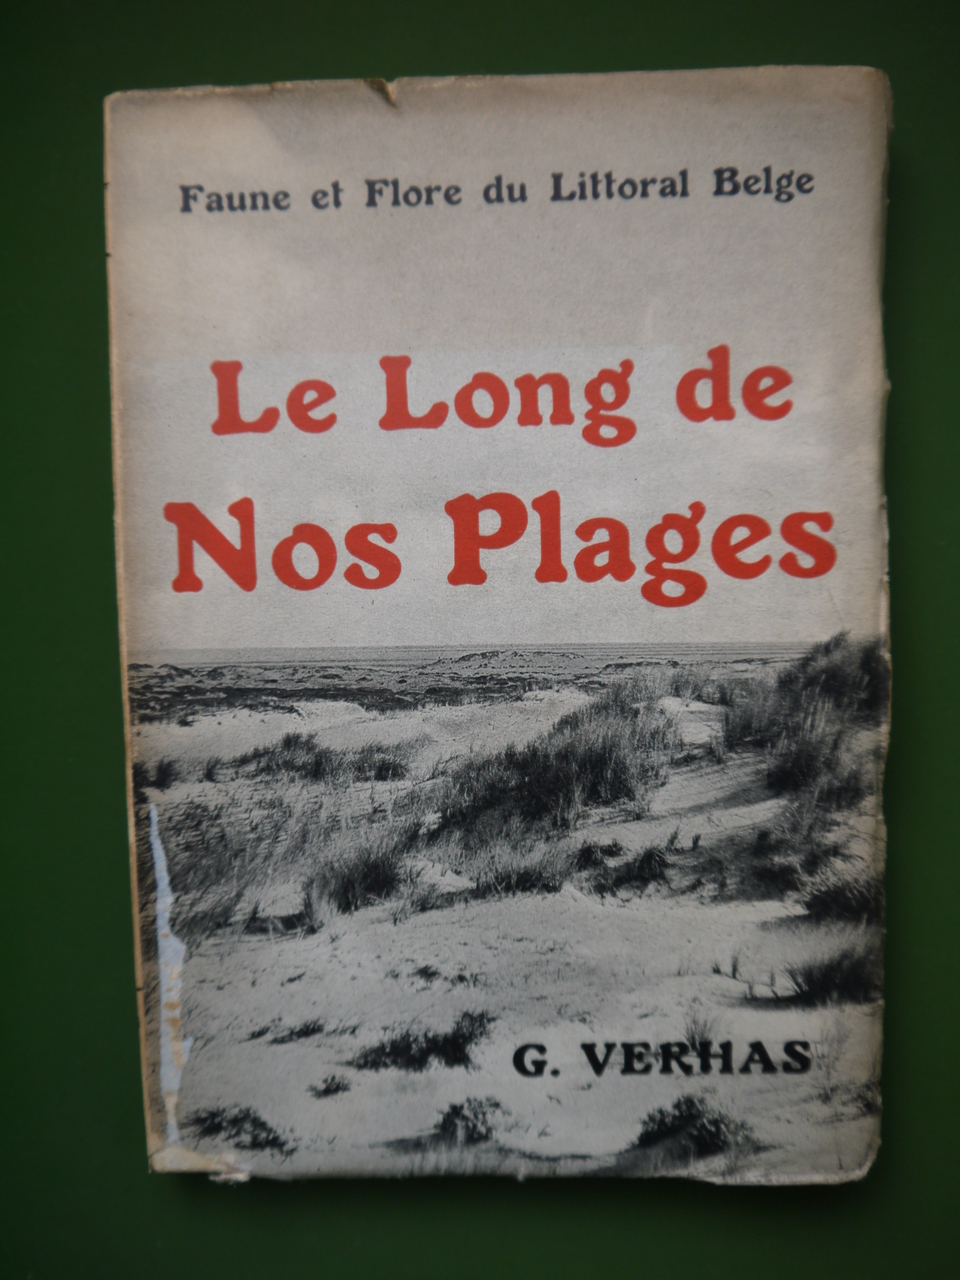 Faune et Flore du Littoral Belge
Le Long de
Nos Plages
G. VERHAS